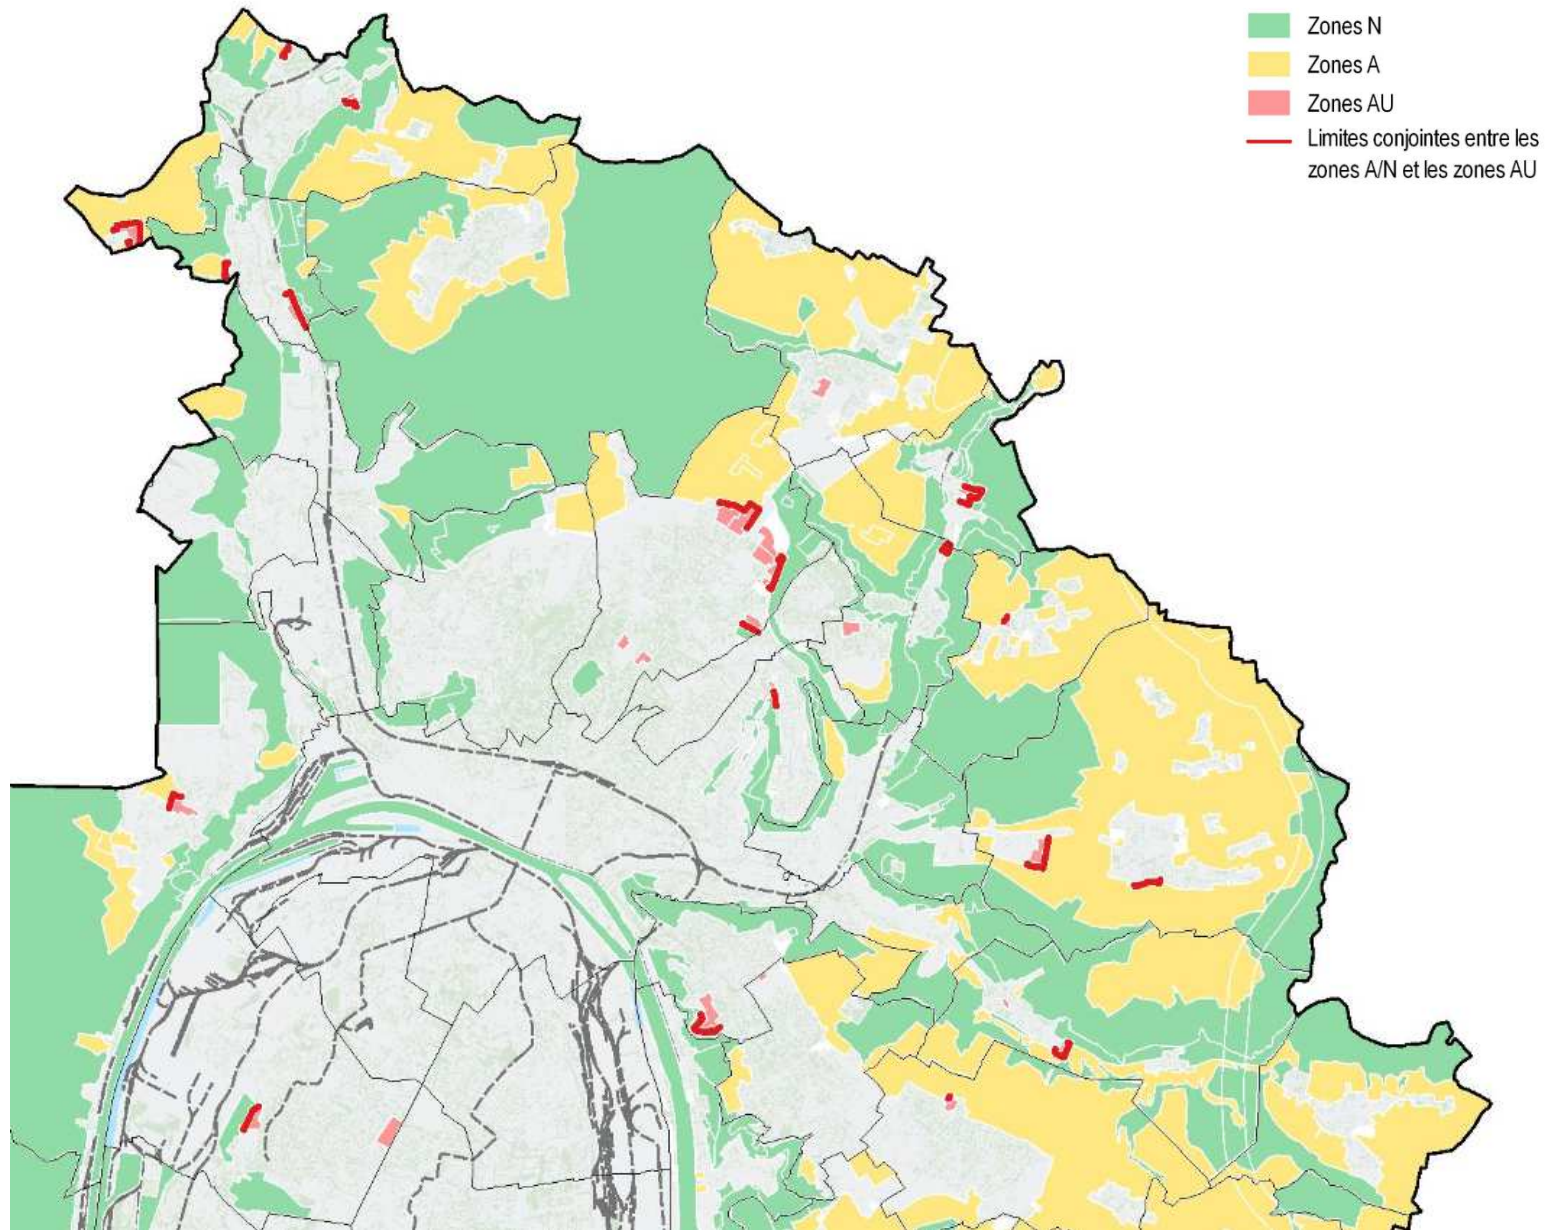 Zones N
Zones A
Zones AU
Limites conjointes entre les
zones A/N et les zones AU